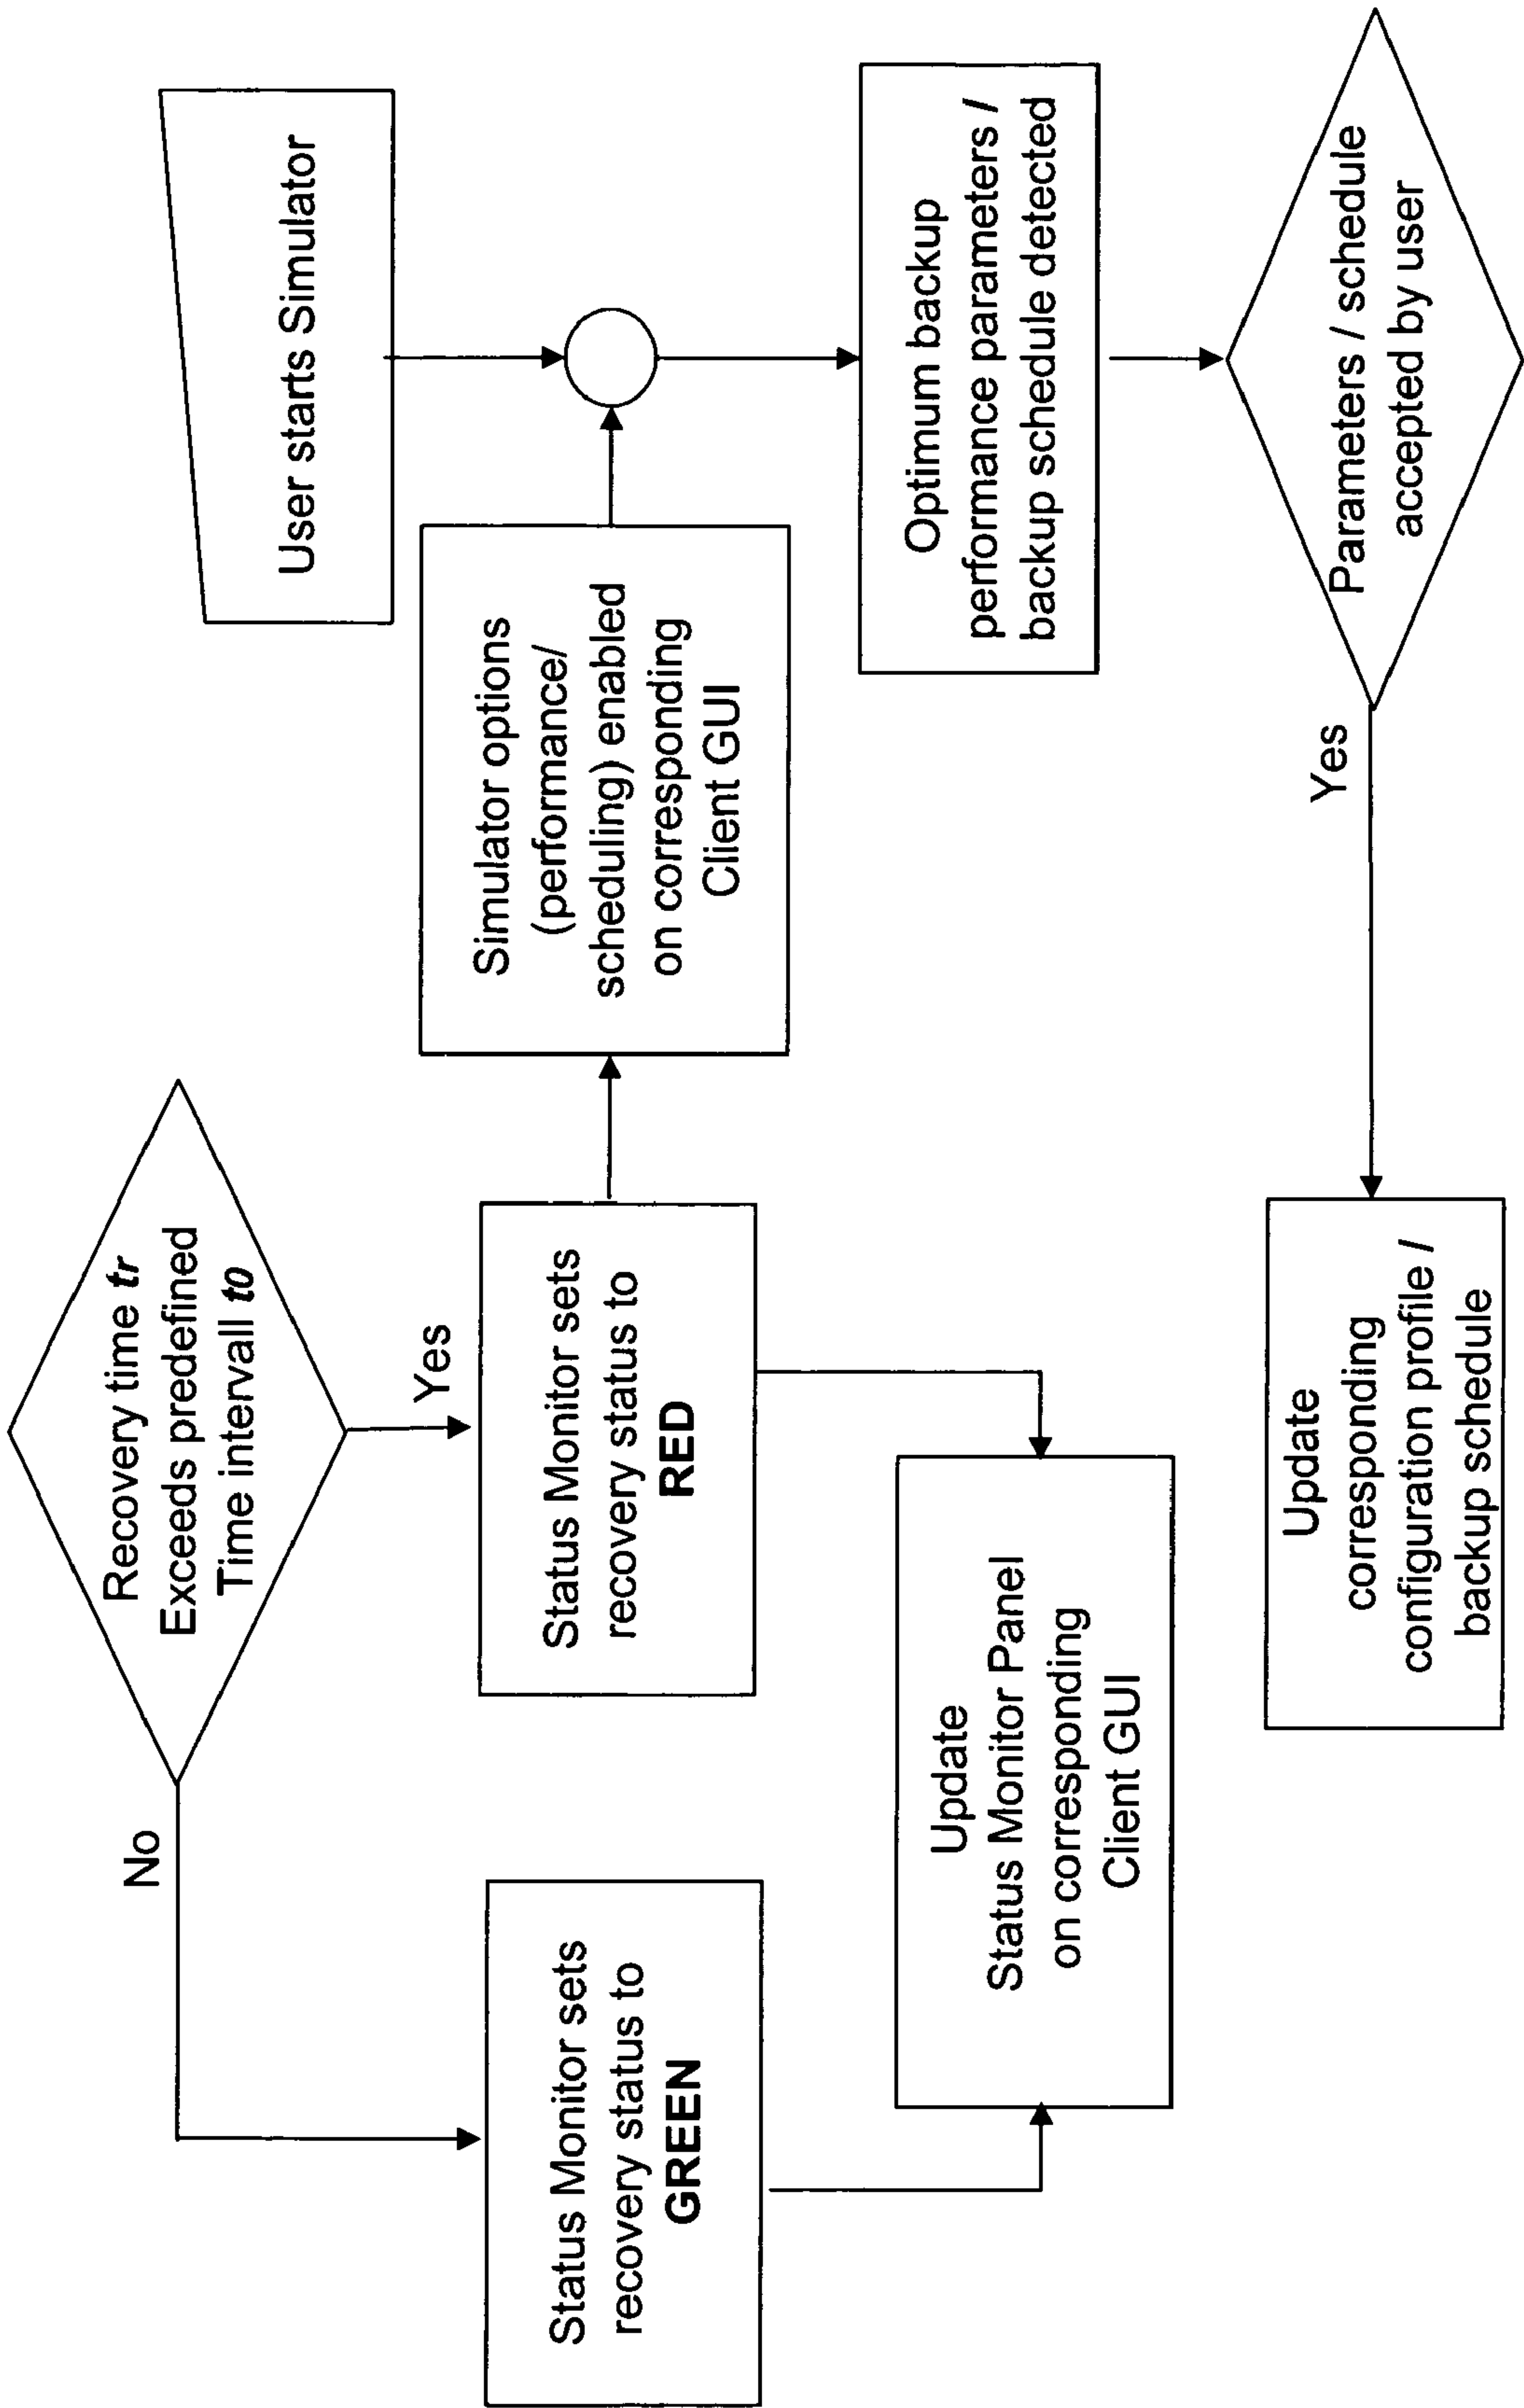 Recovery time tr
Exceeds predefined
Time intervall t0
No
Yes
Status Monitor sets
recovery status to
GREEN
Status Monitor sets
recovery status to
RED
Simulator options
(performance/
scheduling) enabled
on corresponding
Client GUI
User starts Simulator
Update
Status Monitor Panel
on corresponding
Client GUI
Optimum backup
performance parameters /
backup schedule detected
Update
corresponding
configuration profile /
backup schedule
Yes
Parameters / schedule
accepted by user